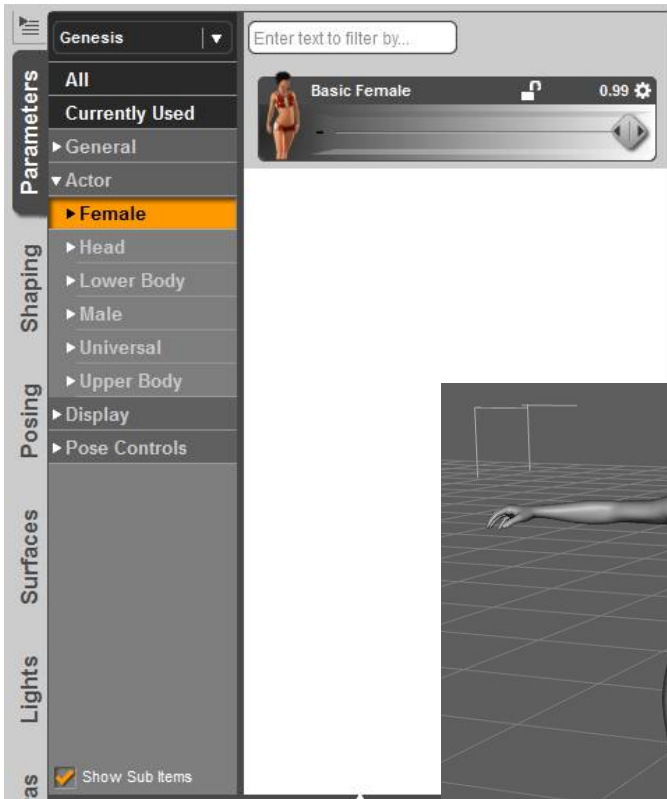 Genesis
Enter text to filter by...
All
Currently Used
General
Actor
Female
Head
Lower Body
Male
Universal
Upper Body
Display
Pose Controls
Show Sub Items
Basic Female
0.99
Parameters
Shaping
Posing
Surfaces
Lights
as